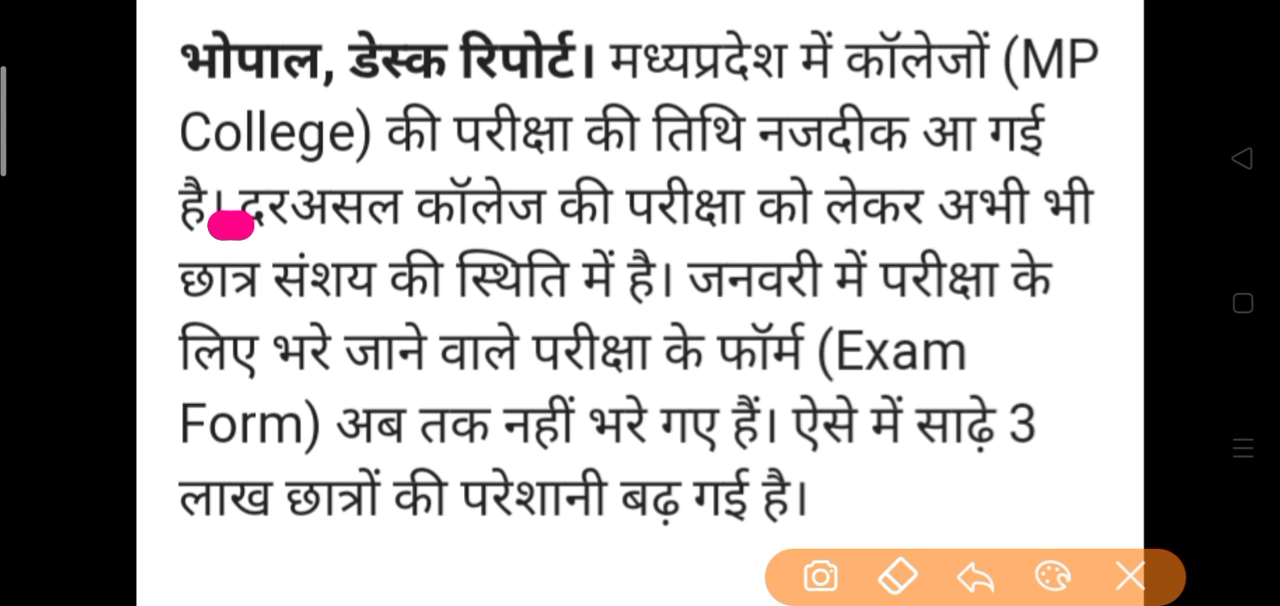 भोपाल, डेस्क रिपोर्ट। मध्यप्रदेश में कॉलेजों (MP
College) की परीक्षा की तिथि नजदीक आ गई
है। दरअसल कॉलेज की परीक्षा को लेकर अभी भी
छात्र संशय की स्थिति में है। जनवरी में परीक्षा के
लिए भरे जाने वाले परीक्षा के फॉर्म (Exam
Form) अब तक नहीं भरे गए हैं। ऐसे में साढ़े 3
लाख छात्रों की परेशानी बढ़ गई है।